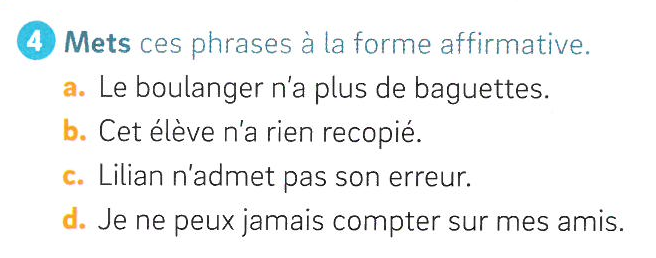 4 Mets ces phrases à la forme affirmative.
a. Le boulanger n'a plus de baguettes.
b. Cet élève n'a rien recopié.
c. Lilian n'admet pas son erreur.
d. Je ne peux jamais compter sur mes amis.